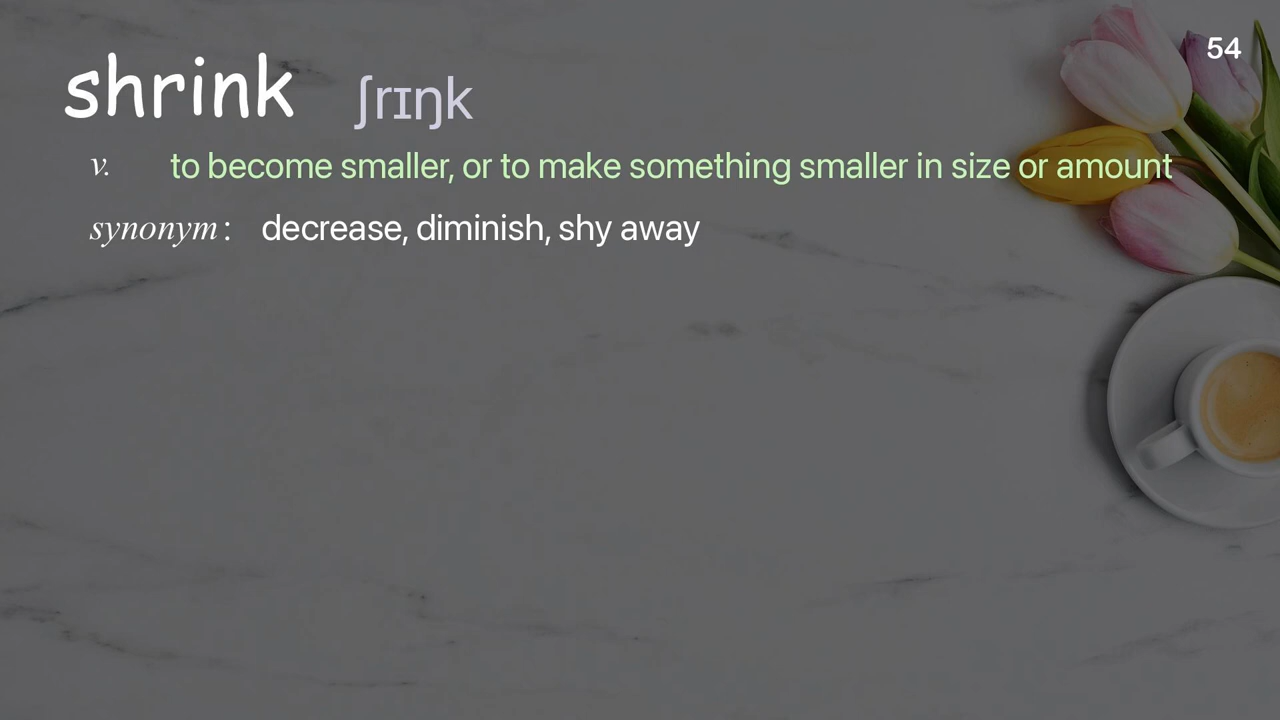 54
shrink ʃrɪŋk
v. to become smaller, or to make something smaller in size or amount
synonym : decrease, diminish, shy away